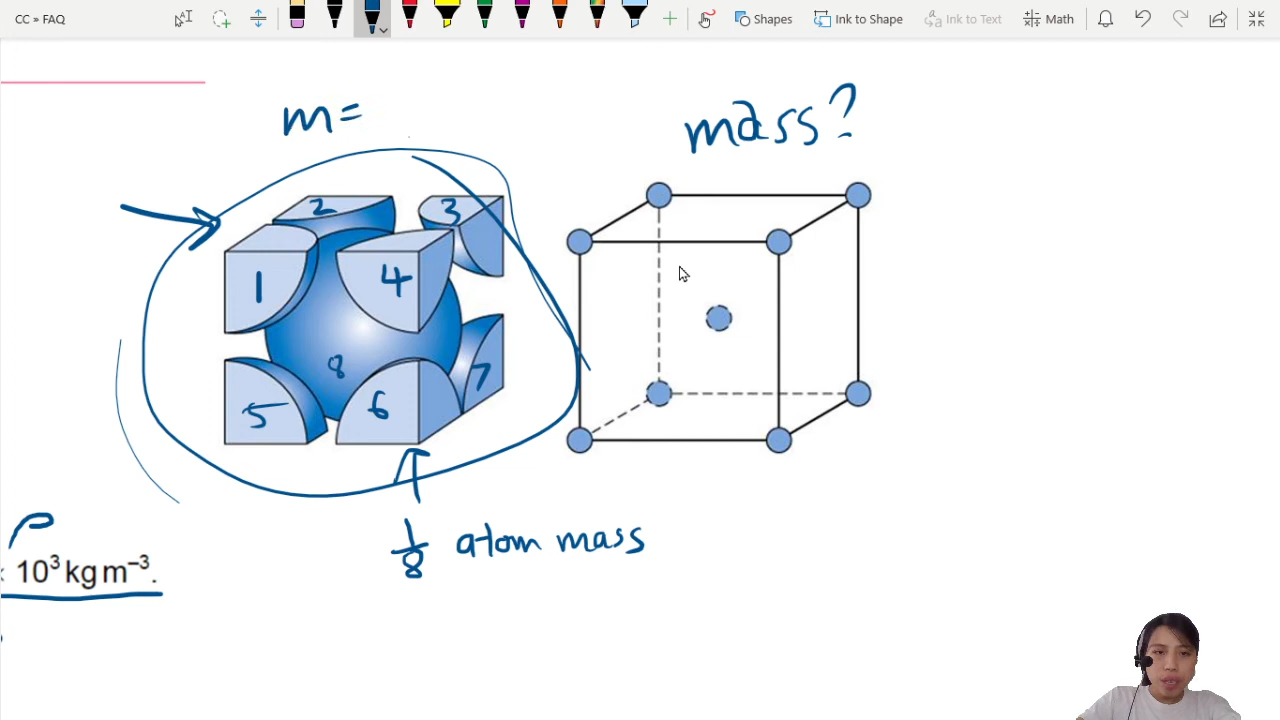 CC » FAQ
Shapes
Ink to Shape
Ink to Text
Math
m=
mass?
2
3
1
4
8
7
5
6
ρ
10³ kg m⁻³.
1/8 atom mass